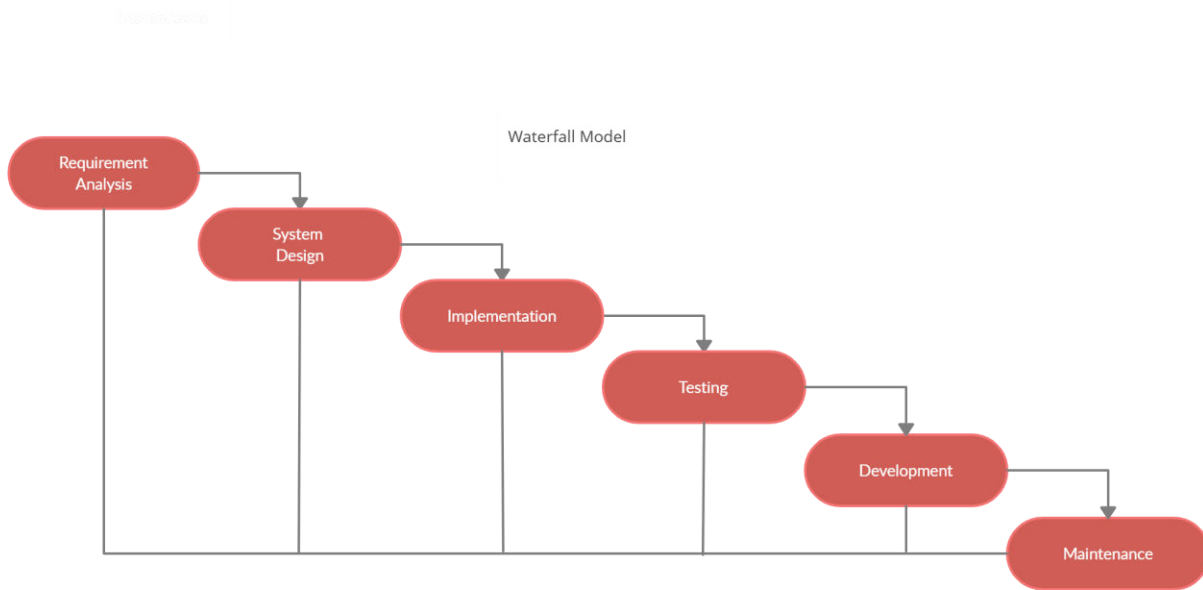 Waterfall Model
Requirement
Analysis
System
Design
Implementation
Testing
Development
Maintenance